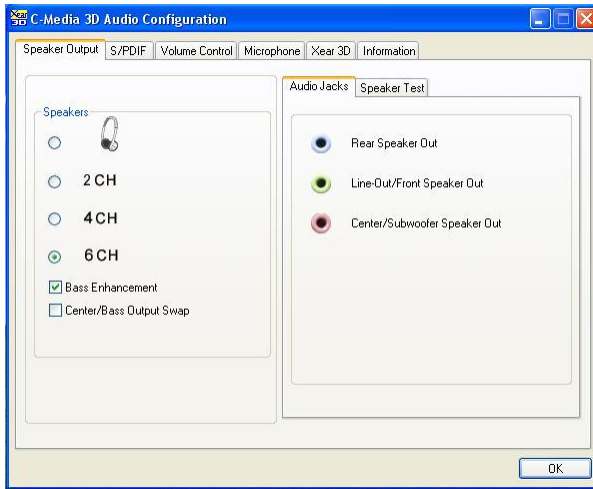 Xear 3D C-Media 3D Audio Configuration
Speaker Output S/PDIF Volume Control Microphone Xear 3D Information
Audio Jacks Speaker Test
Speakers
2 CH
4 CH
6 CH
Bass Enhancement
Center/Bass Output Swap
Rear Speaker Out
Line-Out/Front Speaker Out
Center/Subwoofer Speaker Out
OK